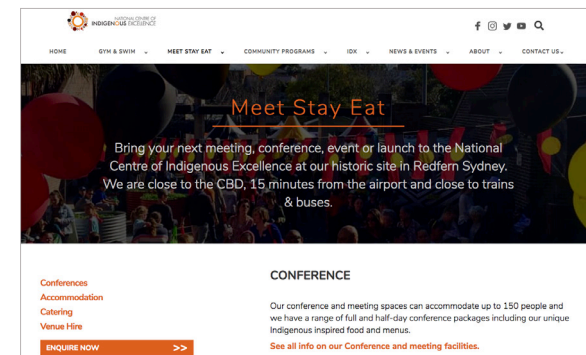 NATIONAL CENTRE OF
INDIGENOUS EXCELLENCE
HOME GYM & SWIM MEET STAY EAT COMMUNITY PROGRAMS IDX NEWS & EVENTS ABOUT CONTACT US
Meet Stay Eat
Bring your next meeting, conference, event or launch to the National
Centre of Indigenous Excellence at our historic site in Redfern Sydney.
We are close to the CBD, 15 minutes from the airport and close to trains
& buses.
Conferences
Accommodation
Catering
Venue Hire
ENQUIRE NOW >>
CONFERENCE
Our conference and meeting spaces can accommodate up to 150 people and
we have a range of full and half-day conference packages including our unique
Indigenous inspired food and menus.
See all info on our Conference and meeting facilities.